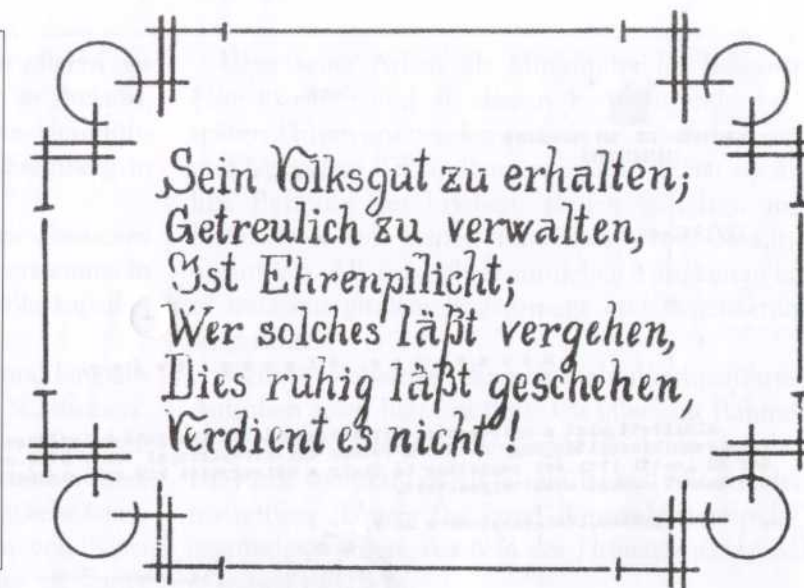 Sein Volksgut zu erhalten,
Getreulich zu verwalten,
Ist Ehrenpflicht;
Wer solches läßt vergehen,
Dies ruhig läßt geschehen,
Verdient es nicht!